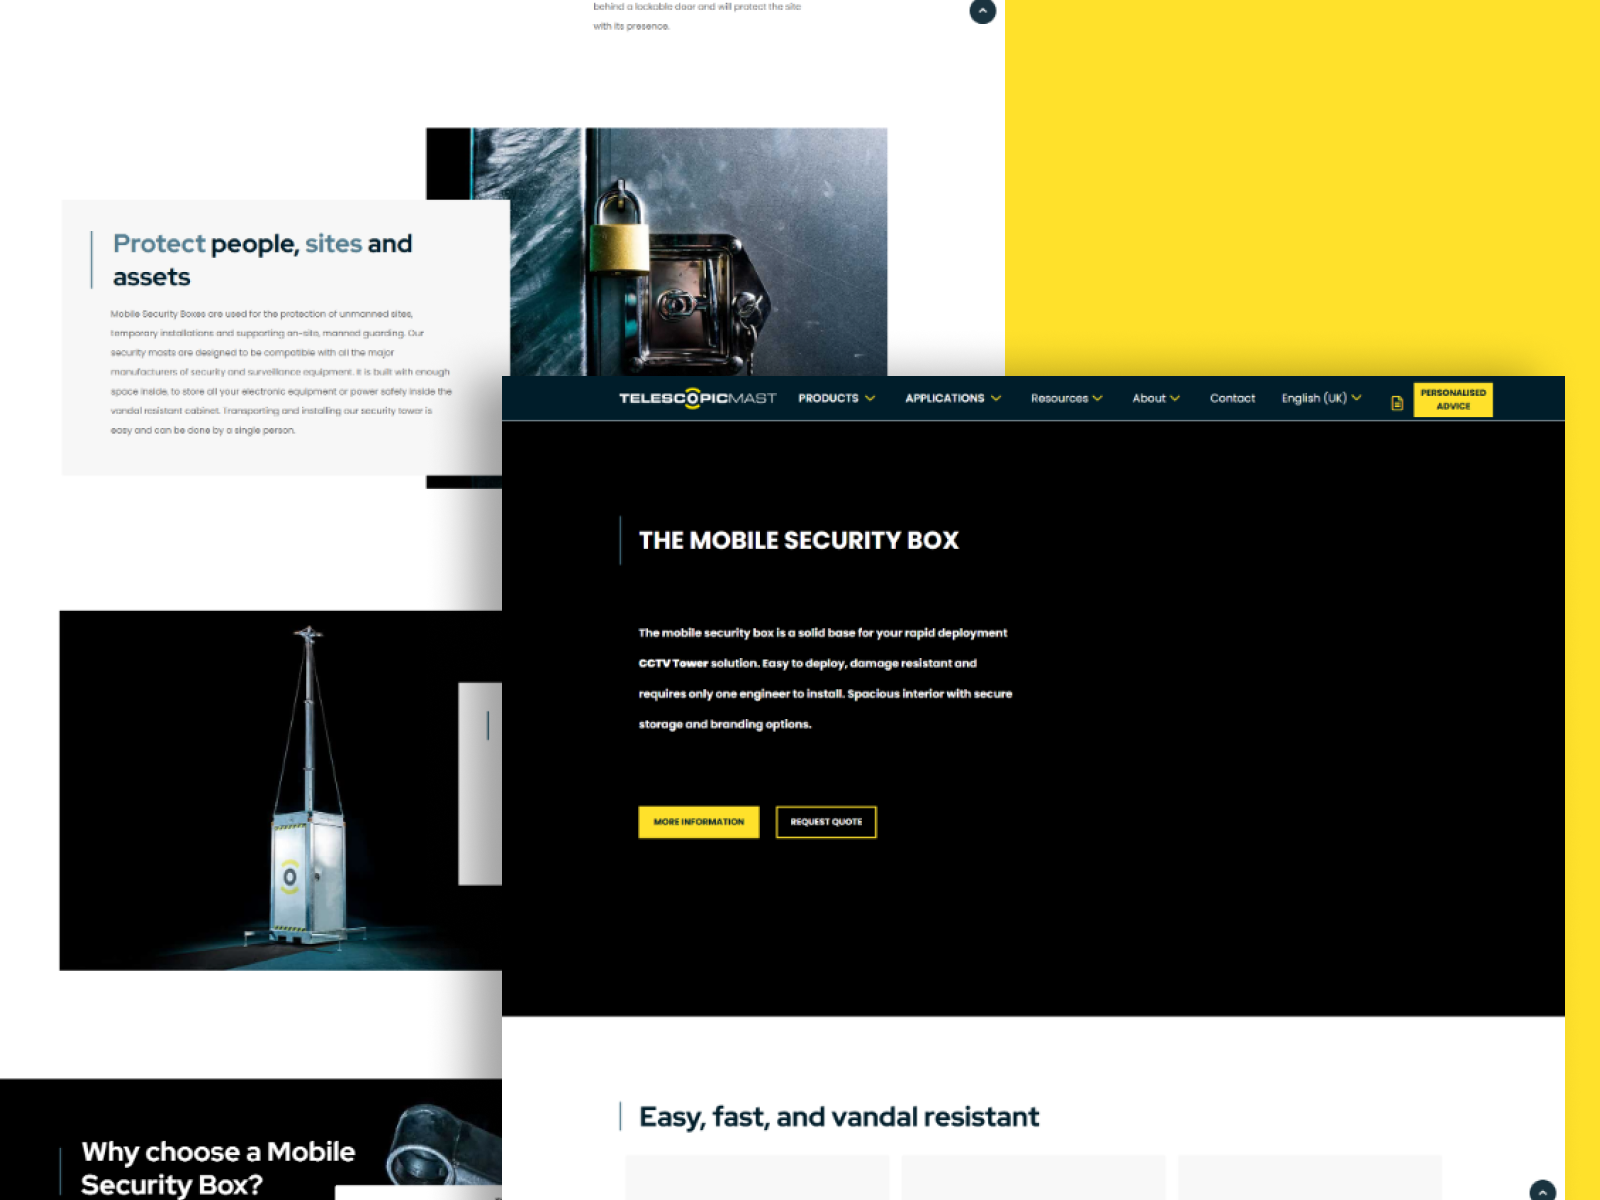 behind a lockable door and will protect the site
with its presence.
Protect people, sites and
assets
Mobile Security Boxes are used for the protection of unmanned sites,
temporary installations and supporting on-site, manned guarding. Our
security masts are designed to be compatible with all the major
manufacturers of security and surveillance equipment. It is built with enough
space inside, to store all your electronic equipment or power safely inside the
vandal resistant cabinet. Transporting and installing our security tower is
easy and can be done by a single person.
TELESCOPICMAST
PRODUCTS
APPLICATIONS
Resources
About
Contact
English (UK)
PERSONALISED
ADVICE
THE MOBILE SECURITY BOX
The mobile security box is a solid base for your rapid deployment
CCTV Tower solution. Easy to deploy, damage resistant and
requires only one engineer to install. Spacious interior with secure
storage and branding options.
MORE INFORMATION
REQUEST QUOTE
Easy, fast, and vandal resistant
Why choose a Mobile
Security Box?